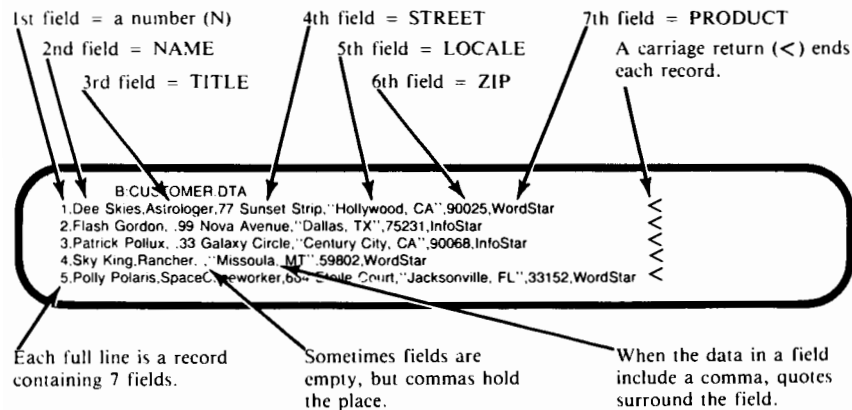 1st field = a number (N)
4th field = STREET
7th field = PRODUCT
2nd field = NAME
5th field = LOCALE
A carriage return (<) ends
each record.
3rd field = TITLE
6th field = ZIP
B:CUSTOMER.DTA
1,Dee Skies,Astrologer,77 Sunset Strip,"Hollywood, CA",90025,WordStar <
2,Flash Gordon, ,99 Nova Avenue,"Dallas, TX",75231,InfoStar <
3,Patrick Pollux, ,33 Galaxy Circle,"Century City, CA",90068,InfoStar <
4,Sky King,Rancher, ,"Missoula, MT",59802,WordStar <
5,Polly Polaris, Court,"Jacksonville, FL",33152,WordStar <
Each full line is a record
containing 7 fields.
Sometimes fields are
empty, but commas hold
the place.
When the data in a field
include a comma, quotes
surround the field.